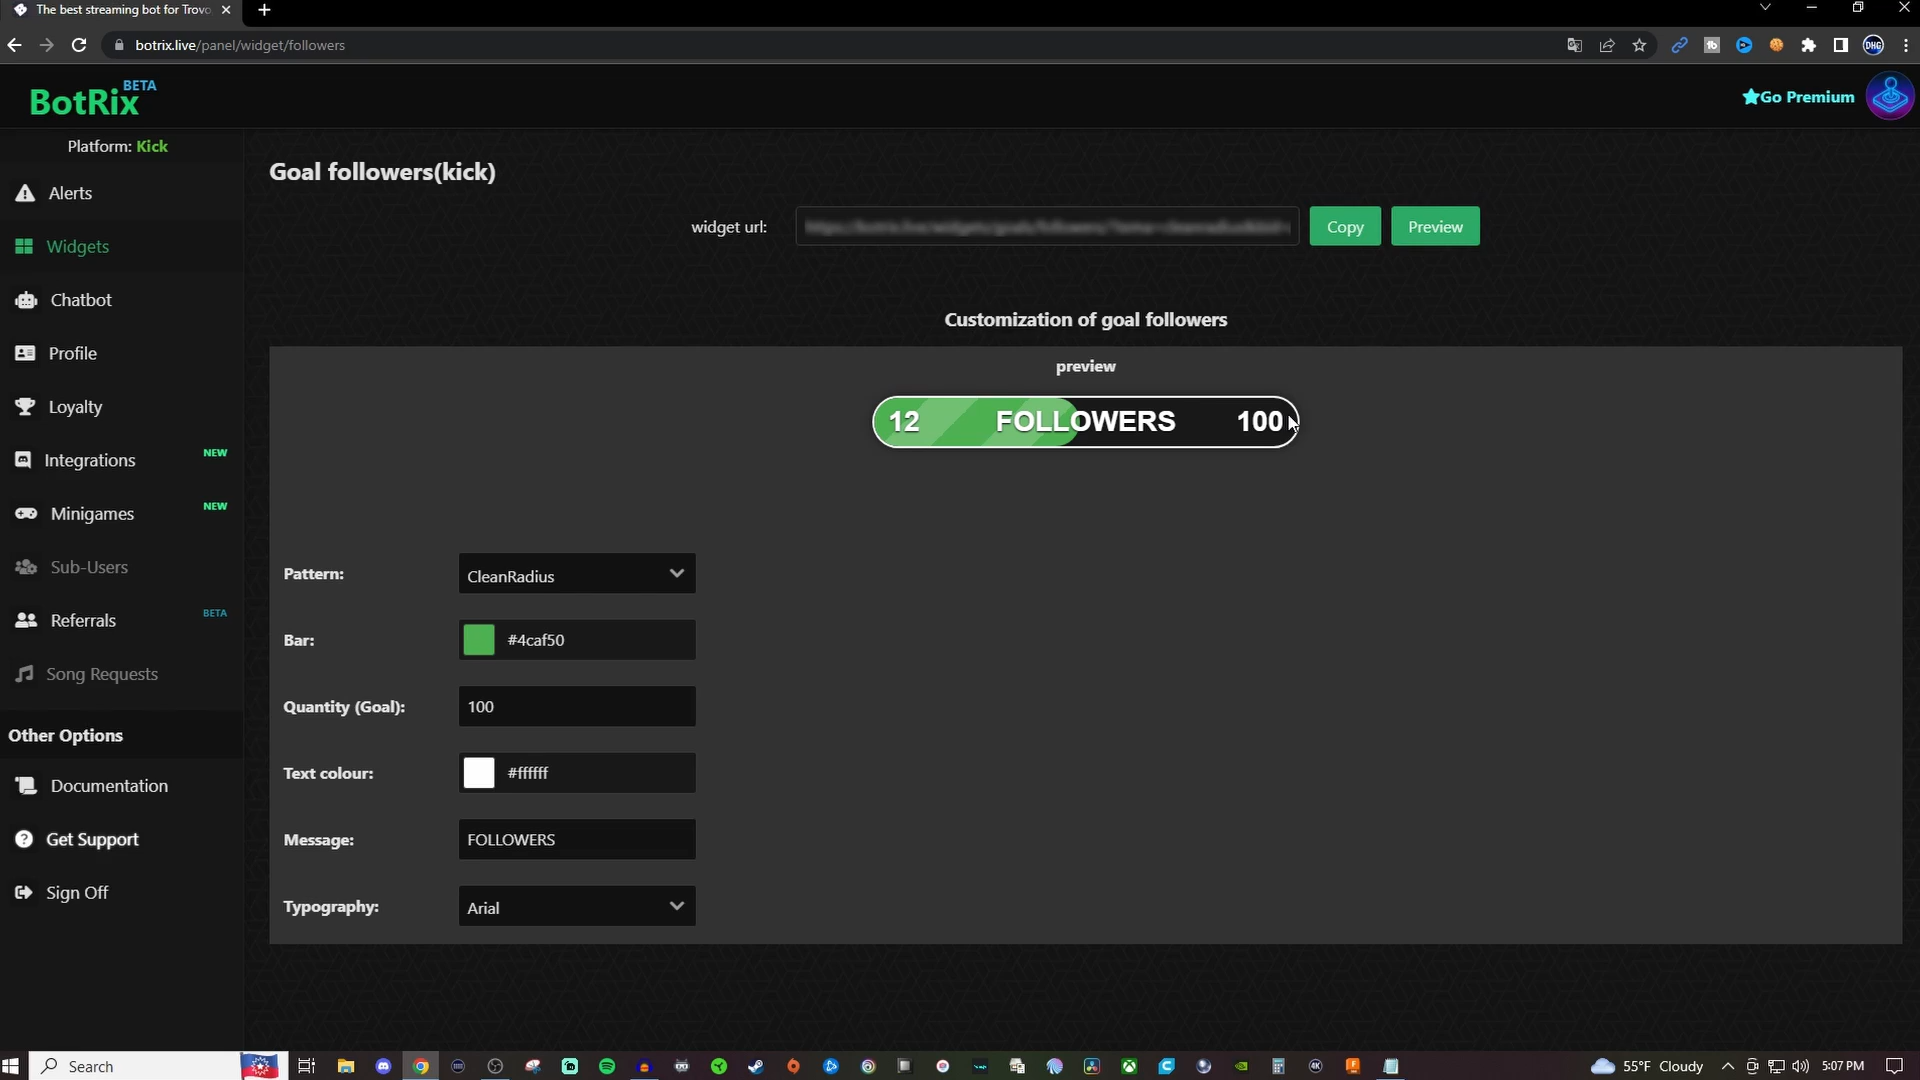 The best streaming bot for Trovo
botrix.live/panel/widget/followers
BotRix BETA
Go Premium
Platform: Kick
Alerts
Widgets
Chatbot
Profile
Loyalty
Integrations NEW
Minigames NEW
Sub-Users
Referrals BETA
Song Requests
Other Options
Documentation
Get Support
Sign Off
Goal followers(kick)
widget url:
Copy
Preview
Customization of goal followers
preview
12 FOLLOWERS 100
Pattern: CleanRadius
Bar: #4caf50
Quantity (Goal): 100
Text colour: #ffffff
Message: FOLLOWERS
Typography: Arial
Search
55°F Cloudy
5:07 PM